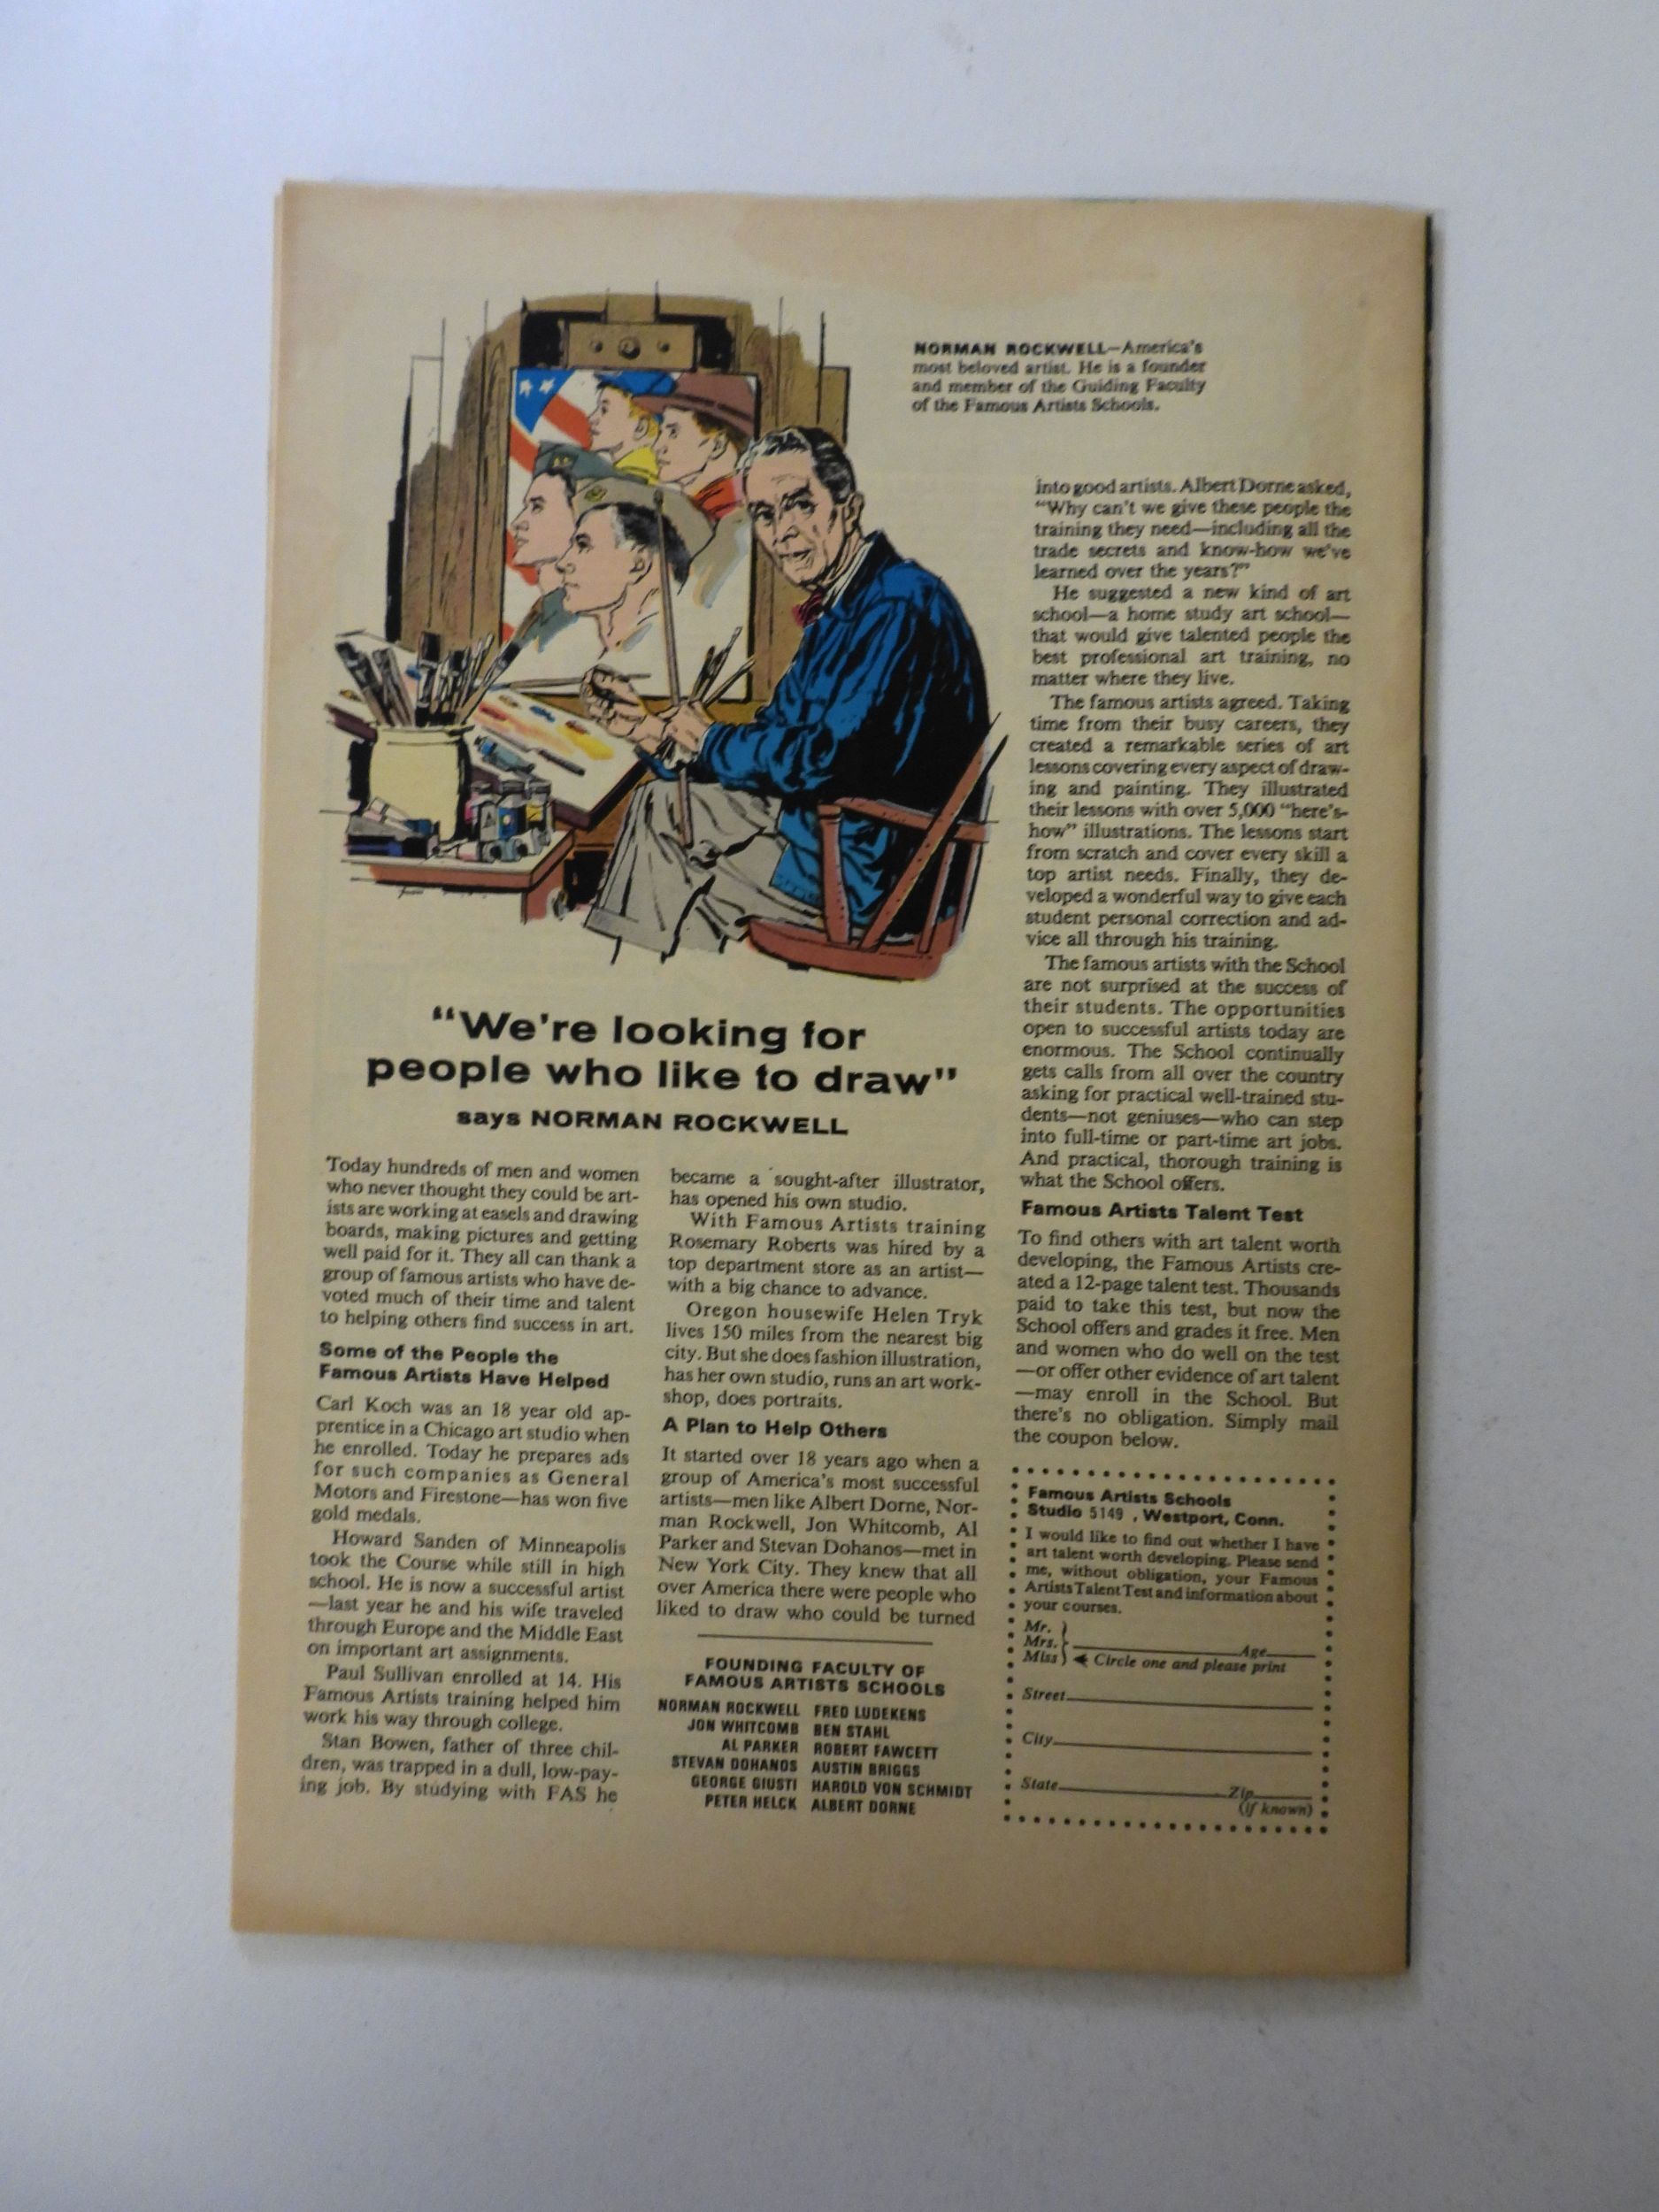 NORMAN ROCKWELL—America's
most beloved artist. He is a founder
and member of the Guiding Faculty
of the Famous Artists Schools.
"We're looking for
people who like to draw"
says NORMAN ROCKWELL
Today hundreds of men and women
who never thought they could be art-
ists are working at easels and drawing
boards, making pictures and getting
well paid for it. They all can thank a
group of famous artists who have de-
voted much of their time and talent
to helping others find success in art.
Some of the People the
Famous Artists Have Helped
Carl Koch was an 18 year old ap-
prentice in a Chicago art studio when
he enrolled. Today he prepares ads
for such companies as General
Motors and Firestone—has won five
gold medals.
Howard Sanden of Minneapolis
took the Course while still in high
school. He is now a successful artist
—last year he and his wife traveled
through Europe and the Middle East
on important art assignments.
Paul Sullivan enrolled at 14. His
Famous Artists training helped him
work his way through college.
Stan Bowen, father of three chil-
dren, was trapped in a dull, low-pay-
ing job. By studying with FAS he
became a sought-after illustrator,
has opened his own studio.
With Famous Artists training
Rosemary Roberts was hired by a
top department store as an artist—
with a big chance to advance.
Oregon housewife Helen Tryk
lives 150 miles from the nearest big
city. But she does fashion illustration,
has her own studio, runs an art work-
shop, does portraits.
A Plan to Help Others
It started over 18 years ago when a
group of America's most successful
artists—men like Albert Dorne, Nor-
man Rockwell, Jon Whitcomb, Al
Parker and Stevan Dohanos—met in
New York City. They knew that all
over America there were people who
liked to draw who could be turned
FOUNDING FACULTY OF
FAMOUS ARTISTS SCHOOLS
NORMAN ROCKWELL FRED LUDEKENS
JON WHITCOMB BEN STAHL
AL PARKER ROBERT FAWCETT
STEVAN DOHANOS AUSTIN BRIGGS
GEORGE GIUSTI HAROLD VON SCHMIDT
PETER HELCK ALBERT DORNE
into good artists. Albert Dorne asked,
"Why can't we give these people the
training they need—including all the
trade secrets and know-how we've
learned over the years?"
He suggested a new kind of art
school—a home study art school—
that would give talented people the
best professional art training, no
matter where they live.
The famous artists agreed. Taking
time from their busy careers, they
created a remarkable series of art
lessons covering every aspect of draw-
ing and painting. They illustrated
their lessons with over 5,000 "here's-
how" illustrations. The lessons start
from scratch and cover every skill a
top artist needs. Finally, they de-
veloped a wonderful way to give each
student personal correction and ad-
vice all through his training.
The famous artists with the School
are not surprised at the success of
their students. The opportunities
open to successful artists today are
enormous. The School continually
gets calls from all over the country
asking for practical well-trained stu-
dents—not geniuses—who can step
into full-time or part-time art jobs.
And practical, thorough training is
what the School offers.
Famous Artists Talent Test
To find others with art talent worth
developing, the Famous Artists cre-
ated a 12-page talent test. Thousands
paid to take this test, but now the
School offers and grades it free. Men
and women who do well on the test
—or offer other evidence of art talent
—may enroll in the School. But
there's no obligation. Simply mail
the coupon below.
Famous Artists Schools
Studio 5149 , Westport, Conn.
I would like to find out whether I have
art talent worth developing. Please send
me, without obligation, your Famous
Artists Talent Test and information about
your courses.
Mr.
Mrs. Age
Miss Circle one and please print
Street
City
State Zip
(if known)